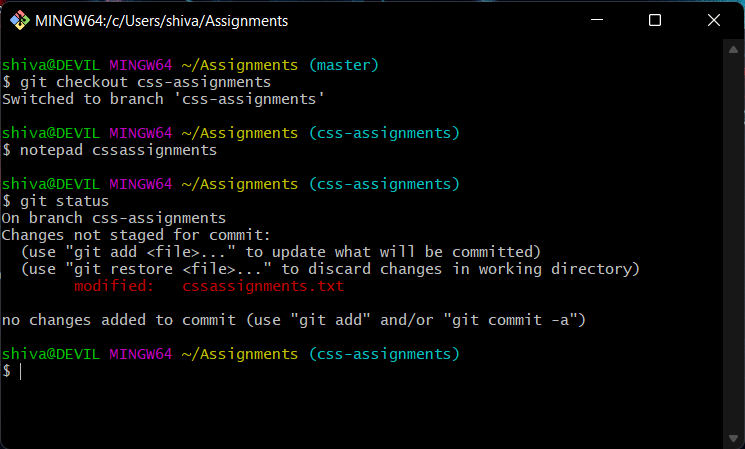 MINGW64:/c/Users/shiva/Assignments
shiva@DEVIL MINGW64 ~/Assignments (master)
$ git checkout css-assignments
Switched to branch 'css-assignments'
shiva@DEVIL MINGW64 ~/Assignments (css-assignments)
$ notepad cssassignments
shiva@DEVIL MINGW64 ~/Assignments (css-assignments)
$ git status
On branch css-assignments
Changes not staged for commit:
  (use "git add <file>..." to update what will be committed)
  (use "git restore <file>..." to discard changes in working directory)
        modified:   cssassignments.txt
no changes added to commit (use "git add" and/or "git commit -a")
shiva@DEVIL MINGW64 ~/Assignments (css-assignments)
$